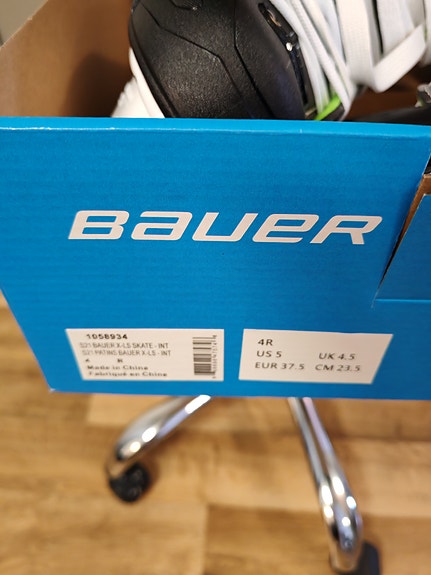 BAUER
1058934
S21 BAUER X-LS SKATE - INT
S21 PATINS BAUER X-LS - INT
4 R
Made in China
Fabriqué en Chine
4R
US 5 UK 4.5
EUR 37.5 CM 23.5